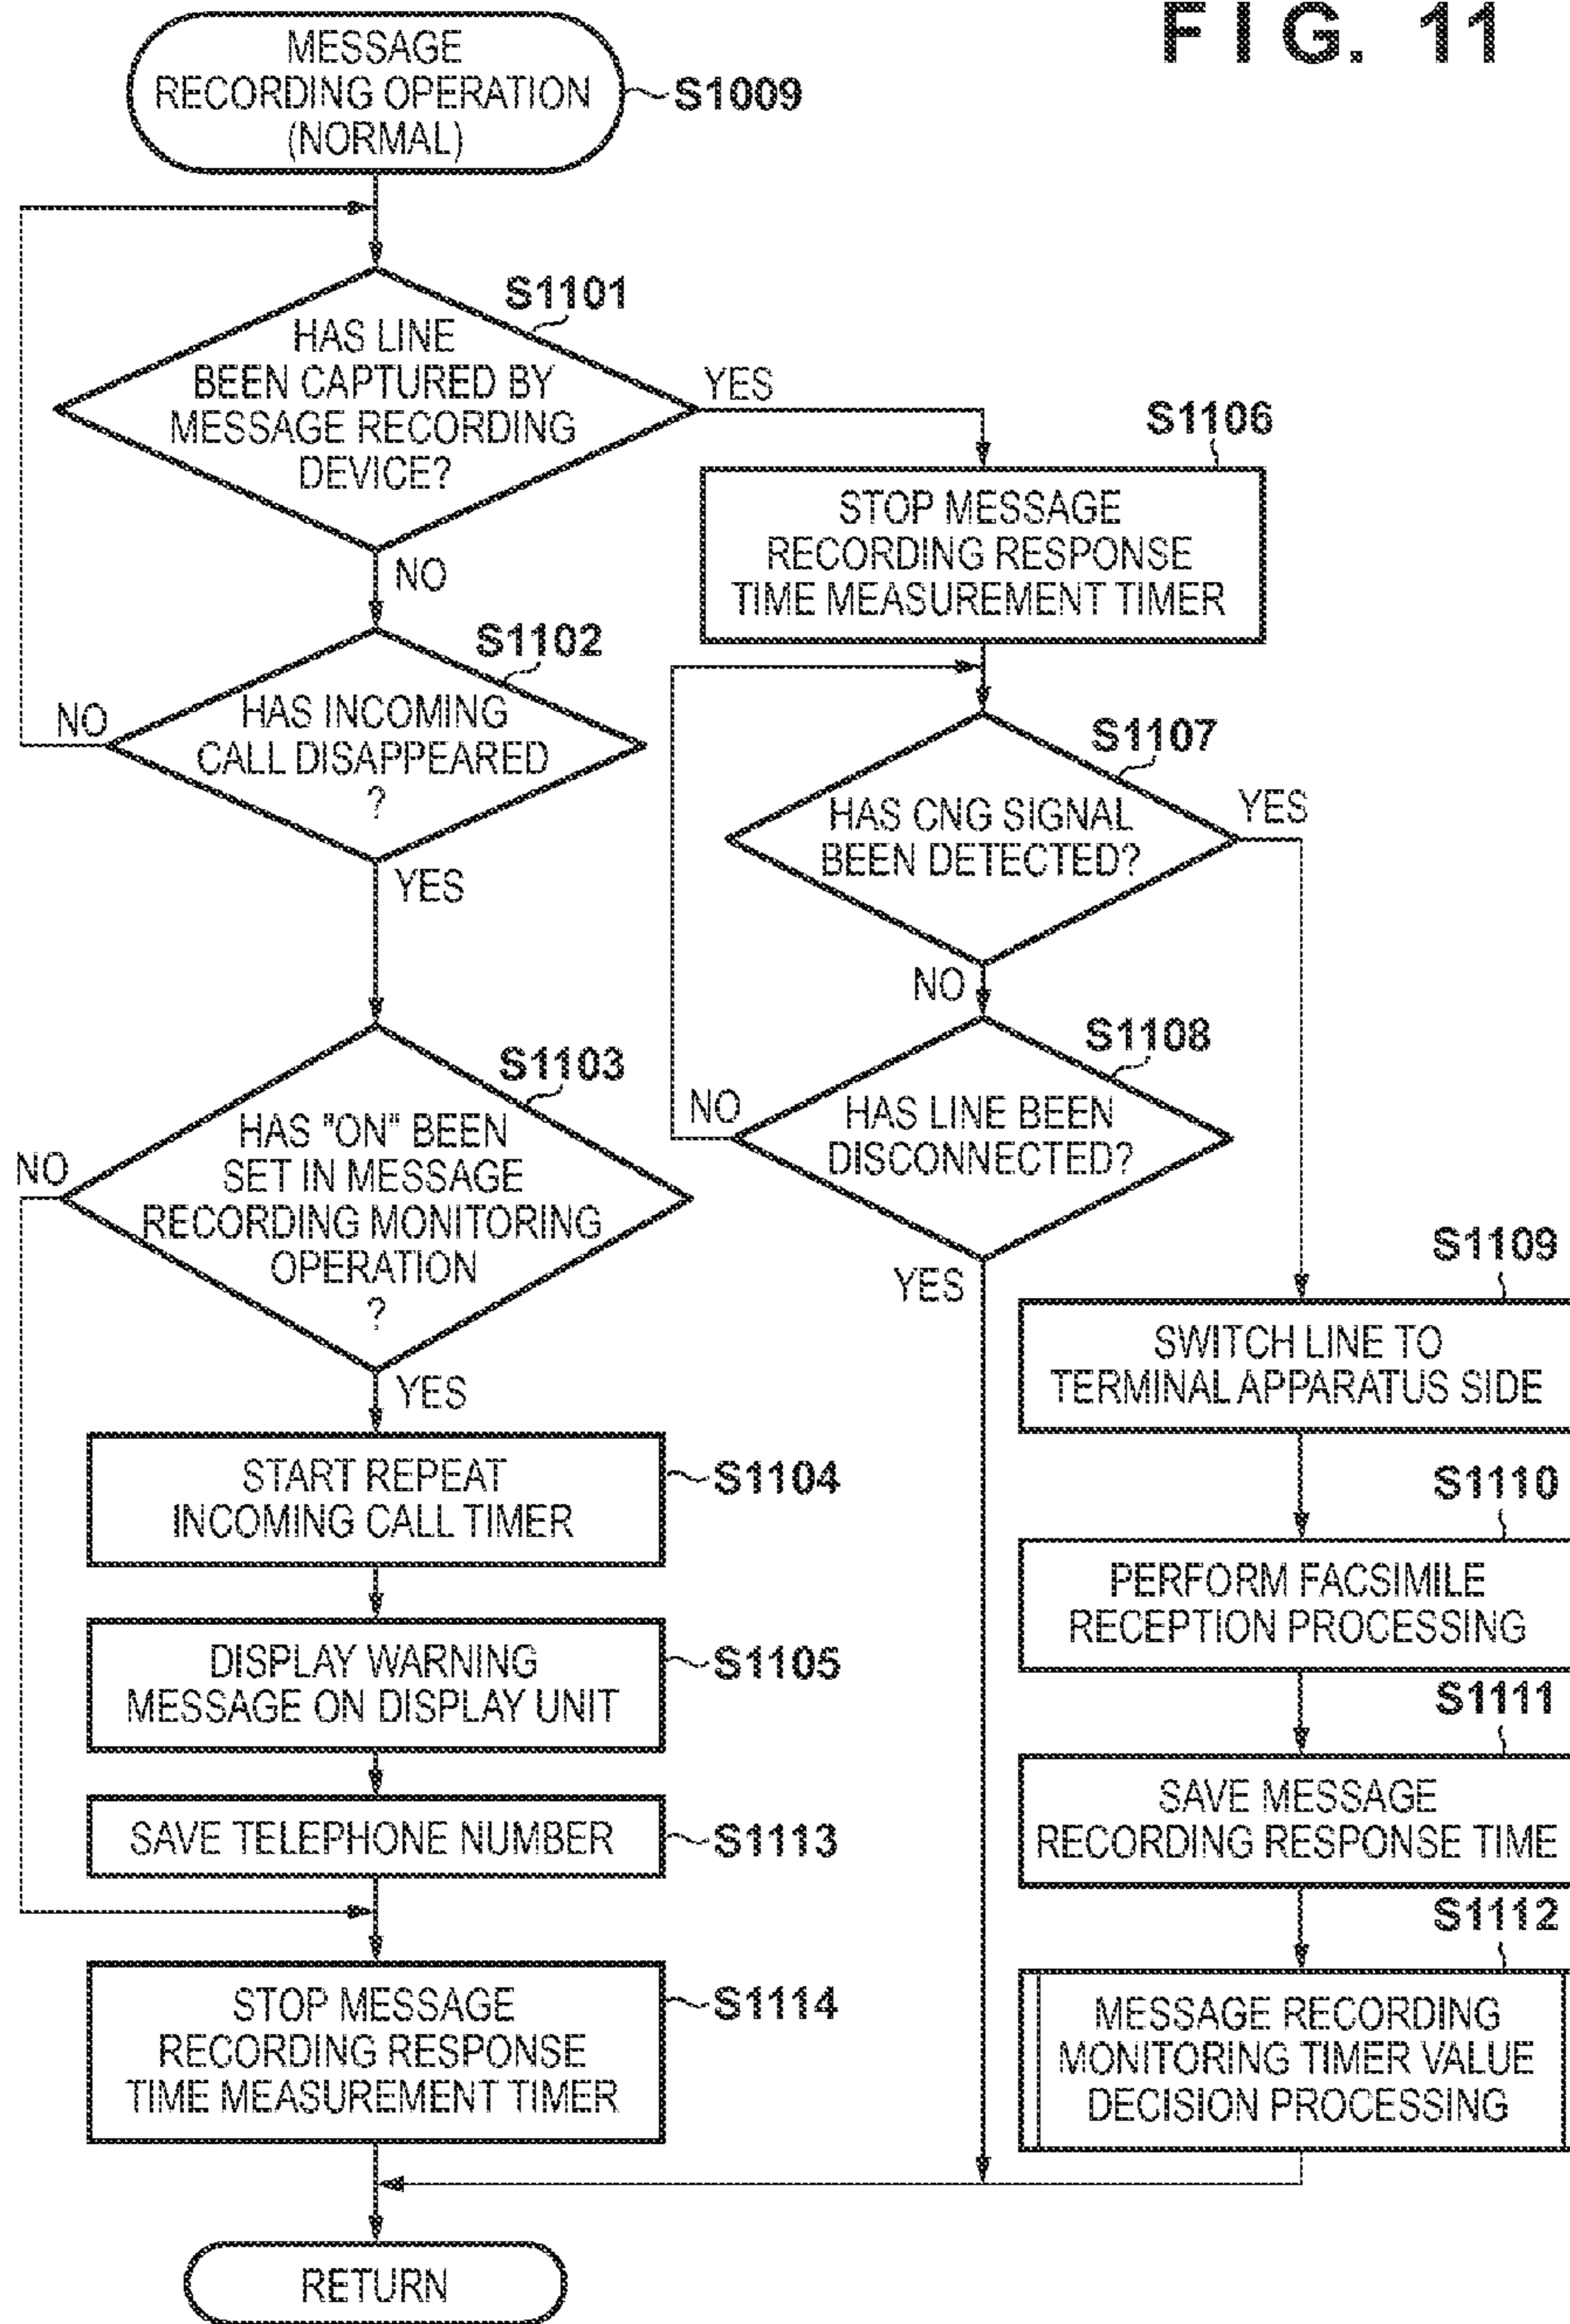 FIG. 11
MESSAGE
RECORDING OPERATION
(NORMAL)
S1009
S1101
HAS LINE
BEEN CAPTURED BY
MESSAGE RECORDING
DEVICE?
YES
NO
S1102
HAS INCOMING
CALL DISAPPEARED
?
NO
YES
S1103
HAS "ON" BEEN
SET IN MESSAGE
RECORDING MONITORING
OPERATION
?
NO
YES
START REPEAT
INCOMING CALL TIMER
S1104
DISPLAY WARNING
MESSAGE ON DISPLAY UNIT
S1105
SAVE TELEPHONE NUMBER
S1113
STOP MESSAGE
RECORDING RESPONSE
TIME MEASUREMENT TIMER
S1114
RETURN
S1106
STOP MESSAGE
RECORDING RESPONSE
TIME MEASUREMENT TIMER
S1107
HAS CNG SIGNAL
BEEN DETECTED?
YES
NO
S1108
HAS LINE BEEN
DISCONNECTED?
NO
YES
S1109
SWITCH LINE TO
TERMINAL APPARATUS SIDE
S1110
PERFORM FACSIMILE
RECEPTION PROCESSING
S1111
SAVE MESSAGE
RECORDING RESPONSE TIME
S1112
MESSAGE RECORDING
MONITORING TIMER VALUE
DECISION PROCESSING